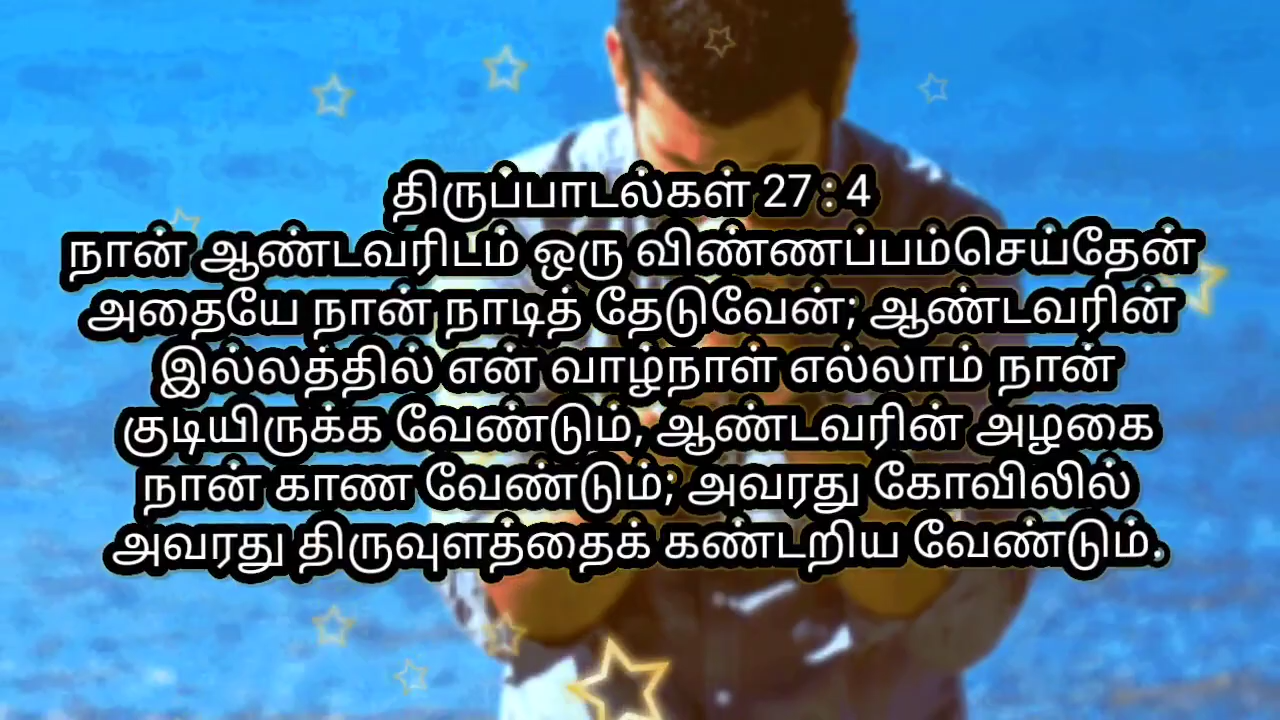 திருப்பாடல்கள் 27 : 4
நான் ஆண்டவரிடம் ஒரு விண்ணப்பம்செய்தேன்
அதையே நான் நாடித் தேடுவேன்; ஆண்டவரின்
இல்லத்தில் என் வாழ்நாள் எல்லாம் நான்
குடியிருக்க வேண்டும், ஆண்டவரின் அழகை
நான் காண வேண்டும்; அவரது கோவிலில்
அவரது திருவுளத்தைக் கண்டறிய வேண்டும்.